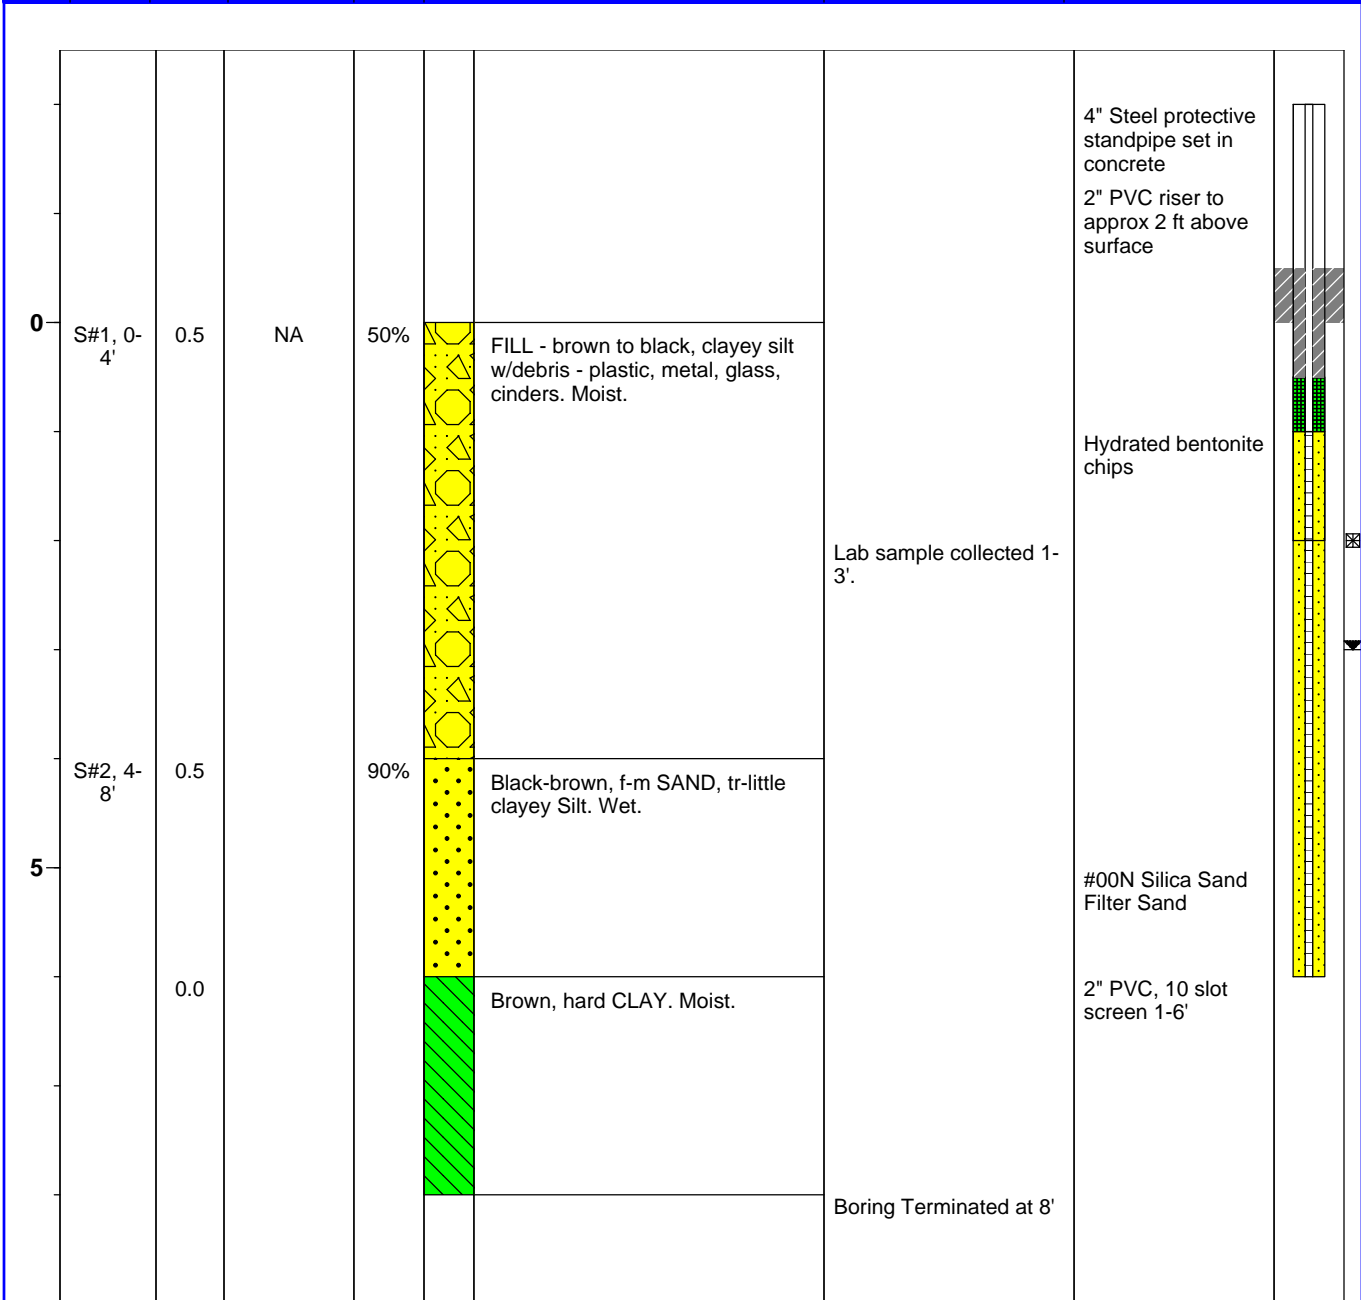 4" Steel protective
standpipe set in
concrete
2" PVC riser to
approx 2 ft above
surface
0
S#1, 0-
4'
0.5
NA
50%
FILL - brown to black, clayey silt
w/debris - plastic, metal, glass,
cinders. Moist.
Hydrated bentonite
chips
Lab sample collected 1-
3'.
S#2, 4-
8'
0.5
90%
Black-brown, f-m SAND, tr-little
clayey Silt. Wet.
5
#00N Silica Sand
Filter Sand
0.0
Brown, hard CLAY. Moist.
2" PVC, 10 slot
screen 1-6'
Boring Terminated at 8'